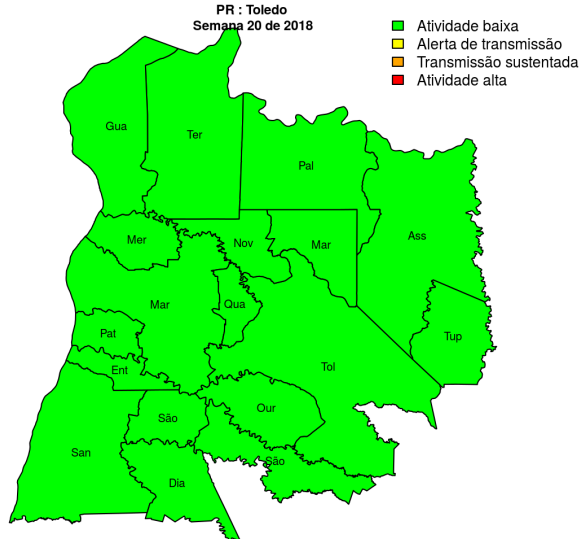 PR : Toledo
Semana 20 de 2018
Atividade baixa
Alerta de transmissão
Transmissão sustentada
Atividade alta
Gua
Ter
Pal
Mer
Nov
Mar
Ass
Mar
Qua
Pat
Tup
Ent
Tol
São
Our
San
São
Dia